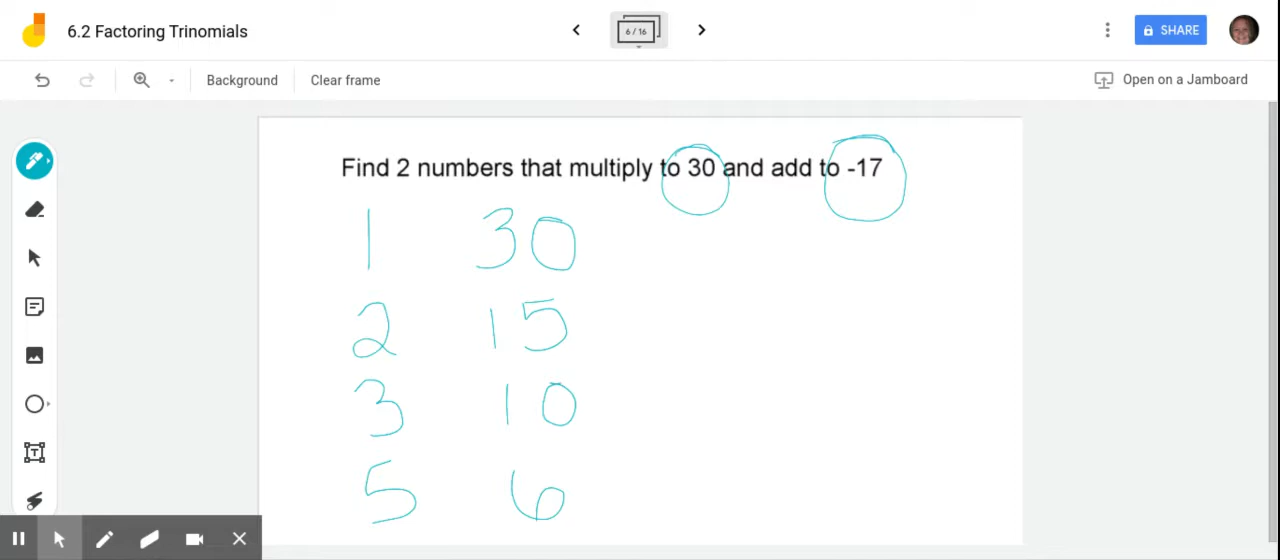 6.2 Factoring Trinomials
6 / 16
SHARE
Background
Clear frame
Open on a Jamboard
Find 2 numbers that multiply to 30 and add to -17
1 30
2 15
3 10
5 6